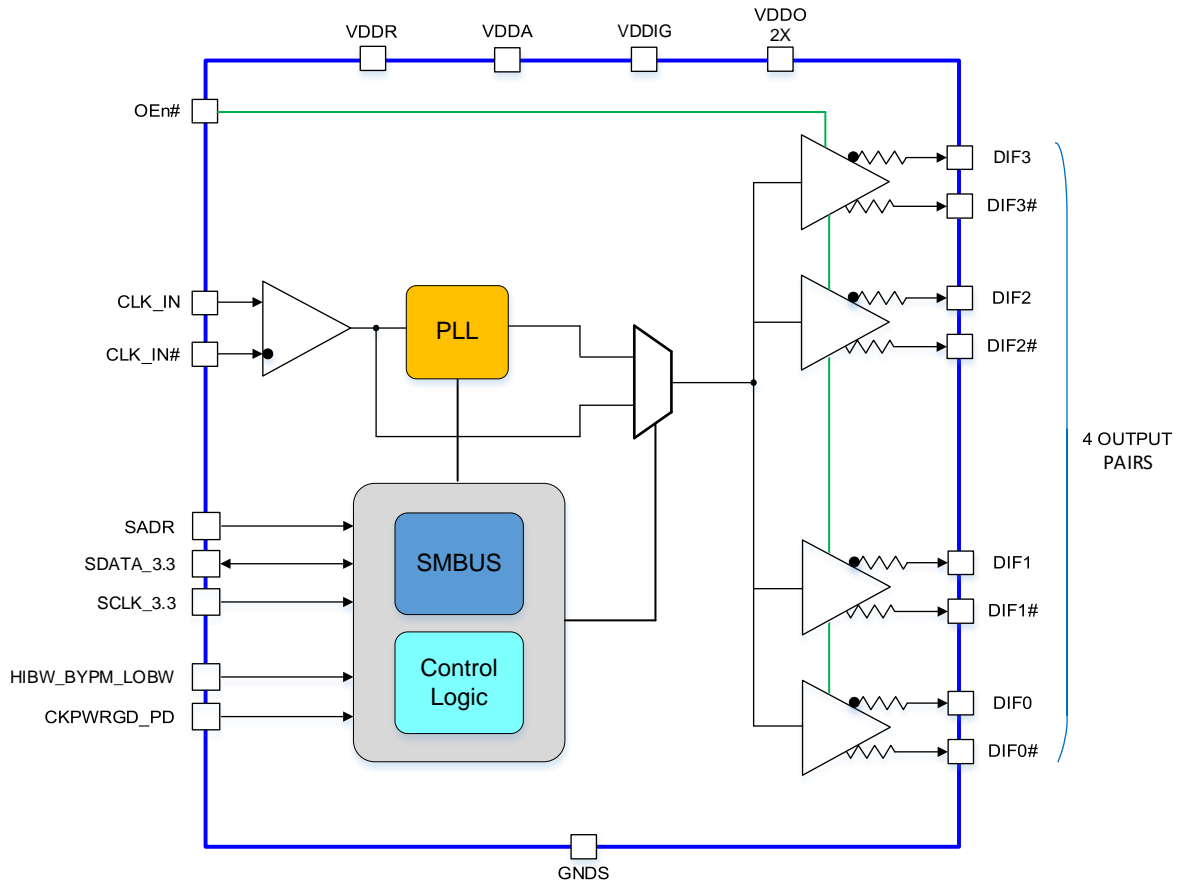 VDDR
VDDA
VDDIG
VDDO
2X
OEn#
DIF3
DIF3#
CLK_IN
CLK_IN#
PLL
DIF2
DIF2#
4 OUTPUT
PAIRS
SADR
SDATA_3.3
SCLK_3.3
SMBUS
DIF1
DIF1#
HIBW_BYPM_LOBW
CKPWRGD_PD
Control
Logic
DIF0
DIF0#
GNDS